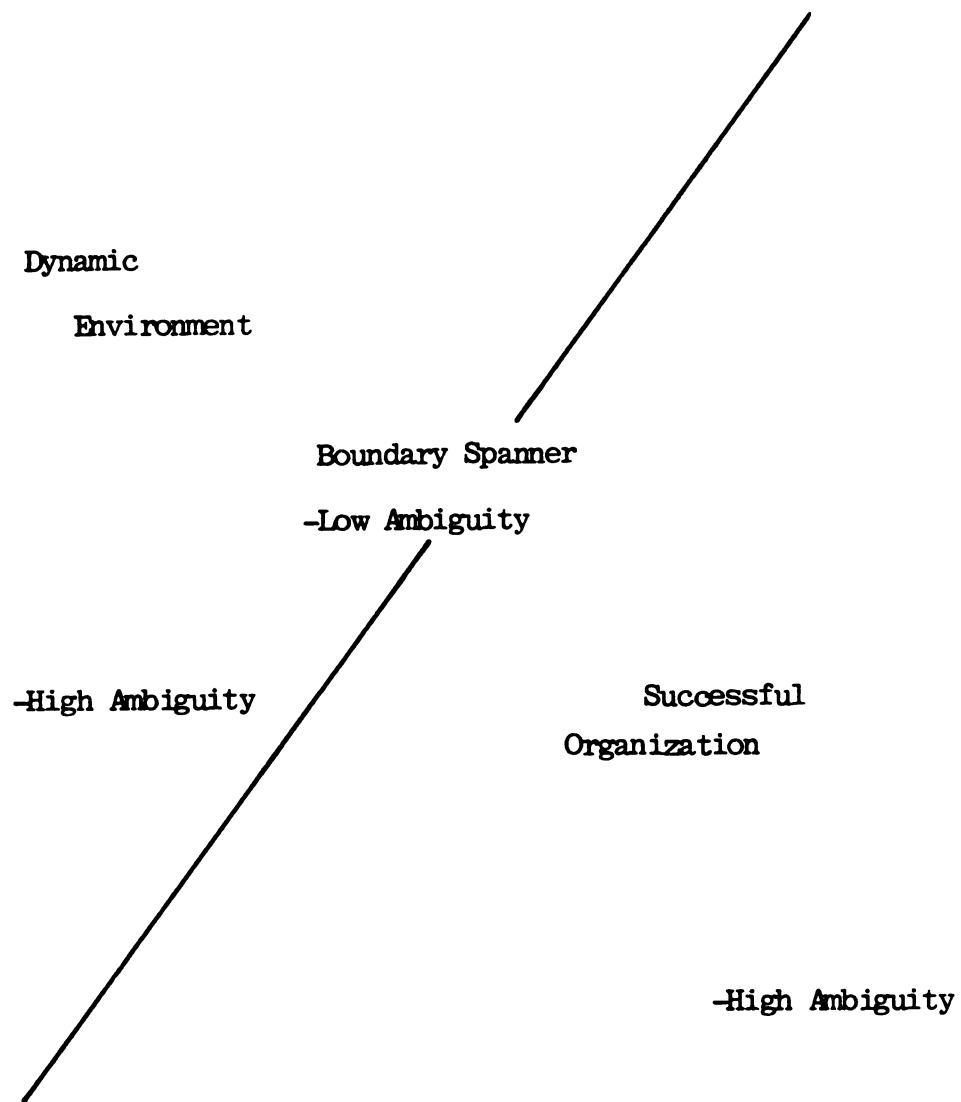 Dynamic
Environment
Boundary Spanner
-Low Ambiguity
-High Ambiguity
Successful
Organization
-High Ambiguity